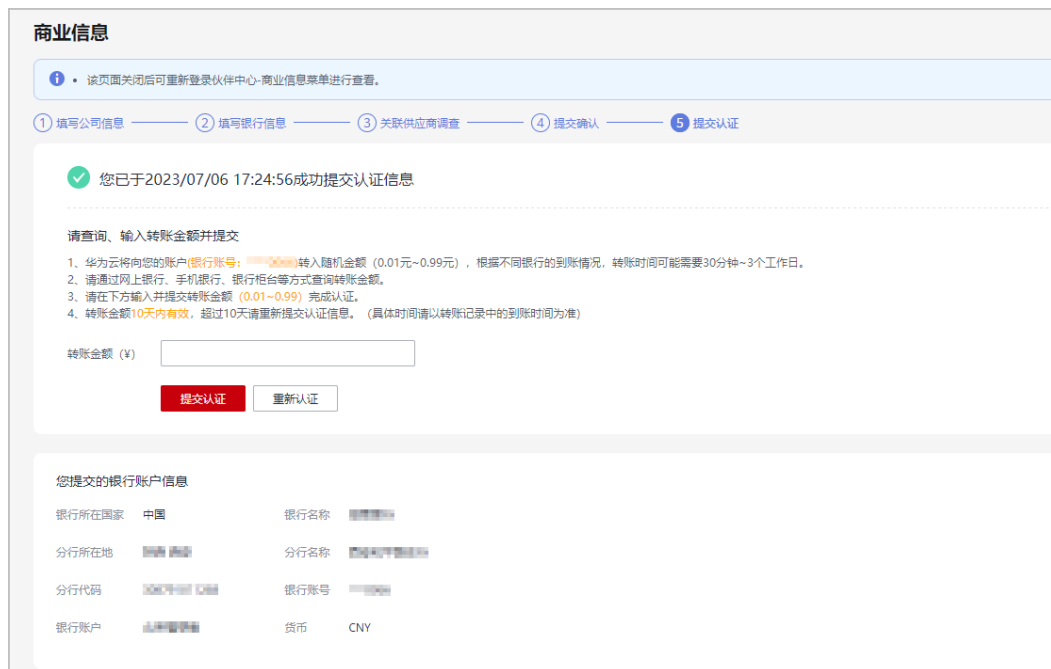 商业信息
• 该页面关闭后可重新登录伙伴中心-商业信息菜单进行查看。
1 填写公司信息 2 填写银行信息 3 关联供应商调查 4 提交确认 5 提交认证
您已于2023/07/06 17:24:56成功提交认证信息
请查询、输入转账金额并提交
1、华为云将向您的账户(银行账号： )转入随机金额（0.01元~0.99元），根据不同银行的到账情况，转账时间可能需要30分钟~3个工作日。
2、请通过网上银行、手机银行、银行柜台等方式查询转账金额。
3、请在下方输入并提交转账金额（0.01~0.99）完成认证。
4、转账金额10天内有效，超过10天请重新提交认证信息。（具体时间请以转账记录中的到账时间为准）
转账金额（¥）
提交认证 重新认证
您提交的银行账户信息
银行所在国家 中国 银行名称
分行所在地 分行名称
分行代码 银行账号
银行账户 货币 CNY